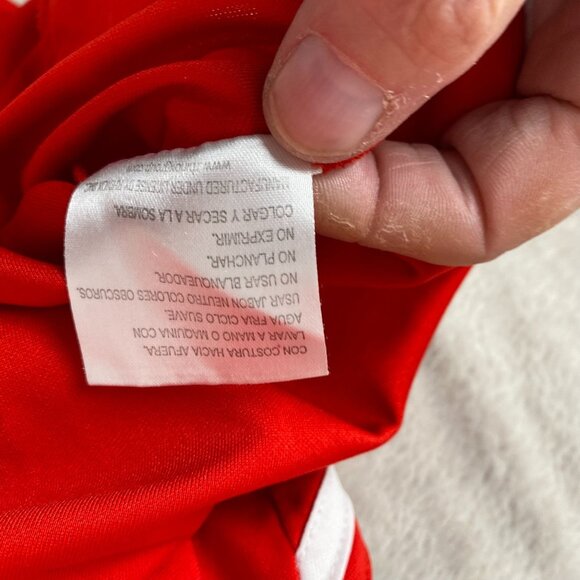 CON COSTURA HACIA AFUERA.
LAVAR A MANO O MAQUINA CON
AGUA FRIA CICLO SUAVE.
USAR JABON NEUTRO COLORES OBSCUROS.
NO USAR BLANQUEADOR.
NO PLANCHAR.
NO EXPRIMIR.
COLGAR Y SECAR A LA SOMBRA.
MANUFACTURED UNDER LICENSE BY